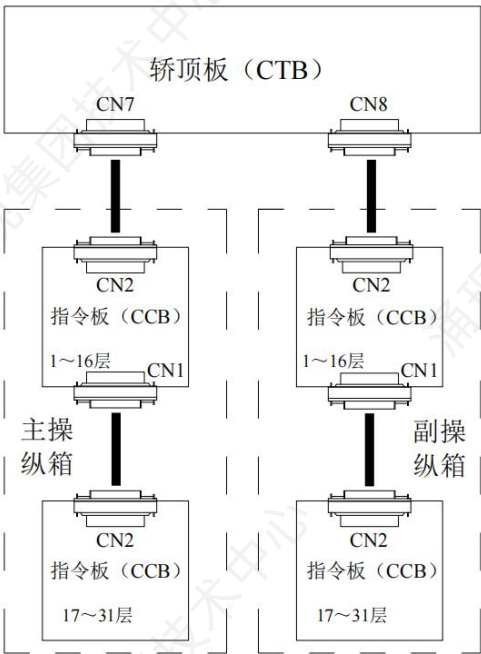 轿顶板（CTB）
CN7
CN8
CN2
指令板（CCB）
1～16层
CN1
CN2
指令板（CCB）
1～16层
CN1
主操
纵箱
副操
纵箱
CN2
指令板（CCB）
17～31层
CN2
指令板（CCB）
17～31层